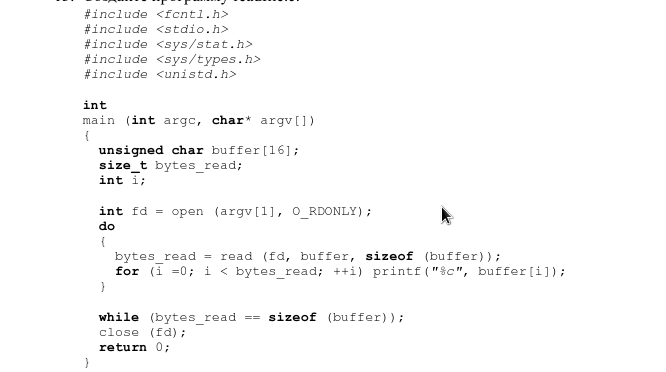 #include <fcntl.h>
#include <stdio.h>
#include <sys/stat.h>
#include <sys/types.h>
#include <unistd.h>
int
main (int argc, char* argv[])
{
unsigned char buffer[16];
size_t bytes_read;
int i;
int fd = open (argv[1], O_RDONLY);
do
{
bytes_read = read (fd, buffer, sizeof (buffer));
for (i =0; i < bytes_read; ++i) printf("%c", buffer[i]);
}
while (bytes_read == sizeof (buffer));
close (fd);
return 0;
}